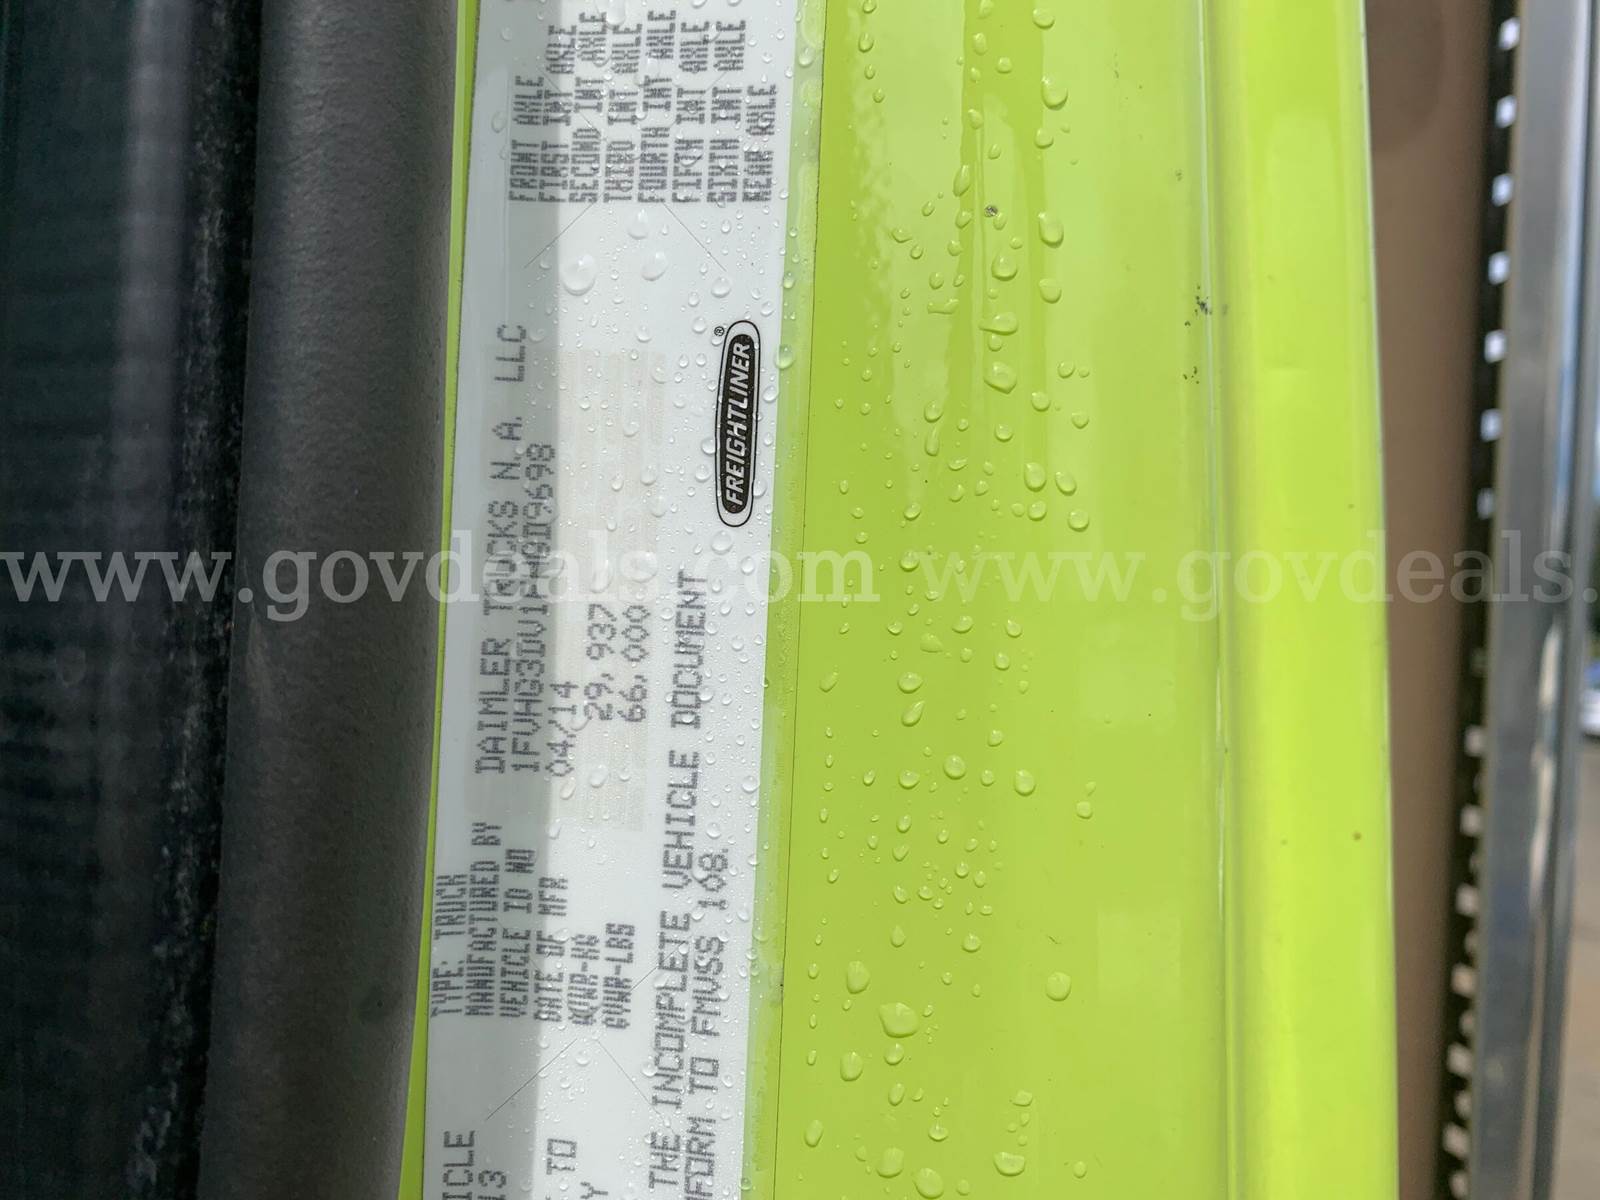 ICLE
TYPE: TRUCK
MANUFACTURED BY DAIMLER TRUCKS N.A. LLC
VEHICLE ID NO
DATE OF MFR 04/14
GVWR-KG 29,937
GVWR-LBS 66,000
TO
THE INCOMPLETE VEHICLE DOCUMENT
FORM TO FMVSS 108.
FRONT AXLE
FIRST INT AXLE
SECOND INT AXLE
THIRD INT AXLE
FOURTH INT AXLE
FIFTH INT AXLE
SIXTH INT AXLE
REAR AXLE
FREIGHTLINER®
www.govdeals.com www.govdeals.